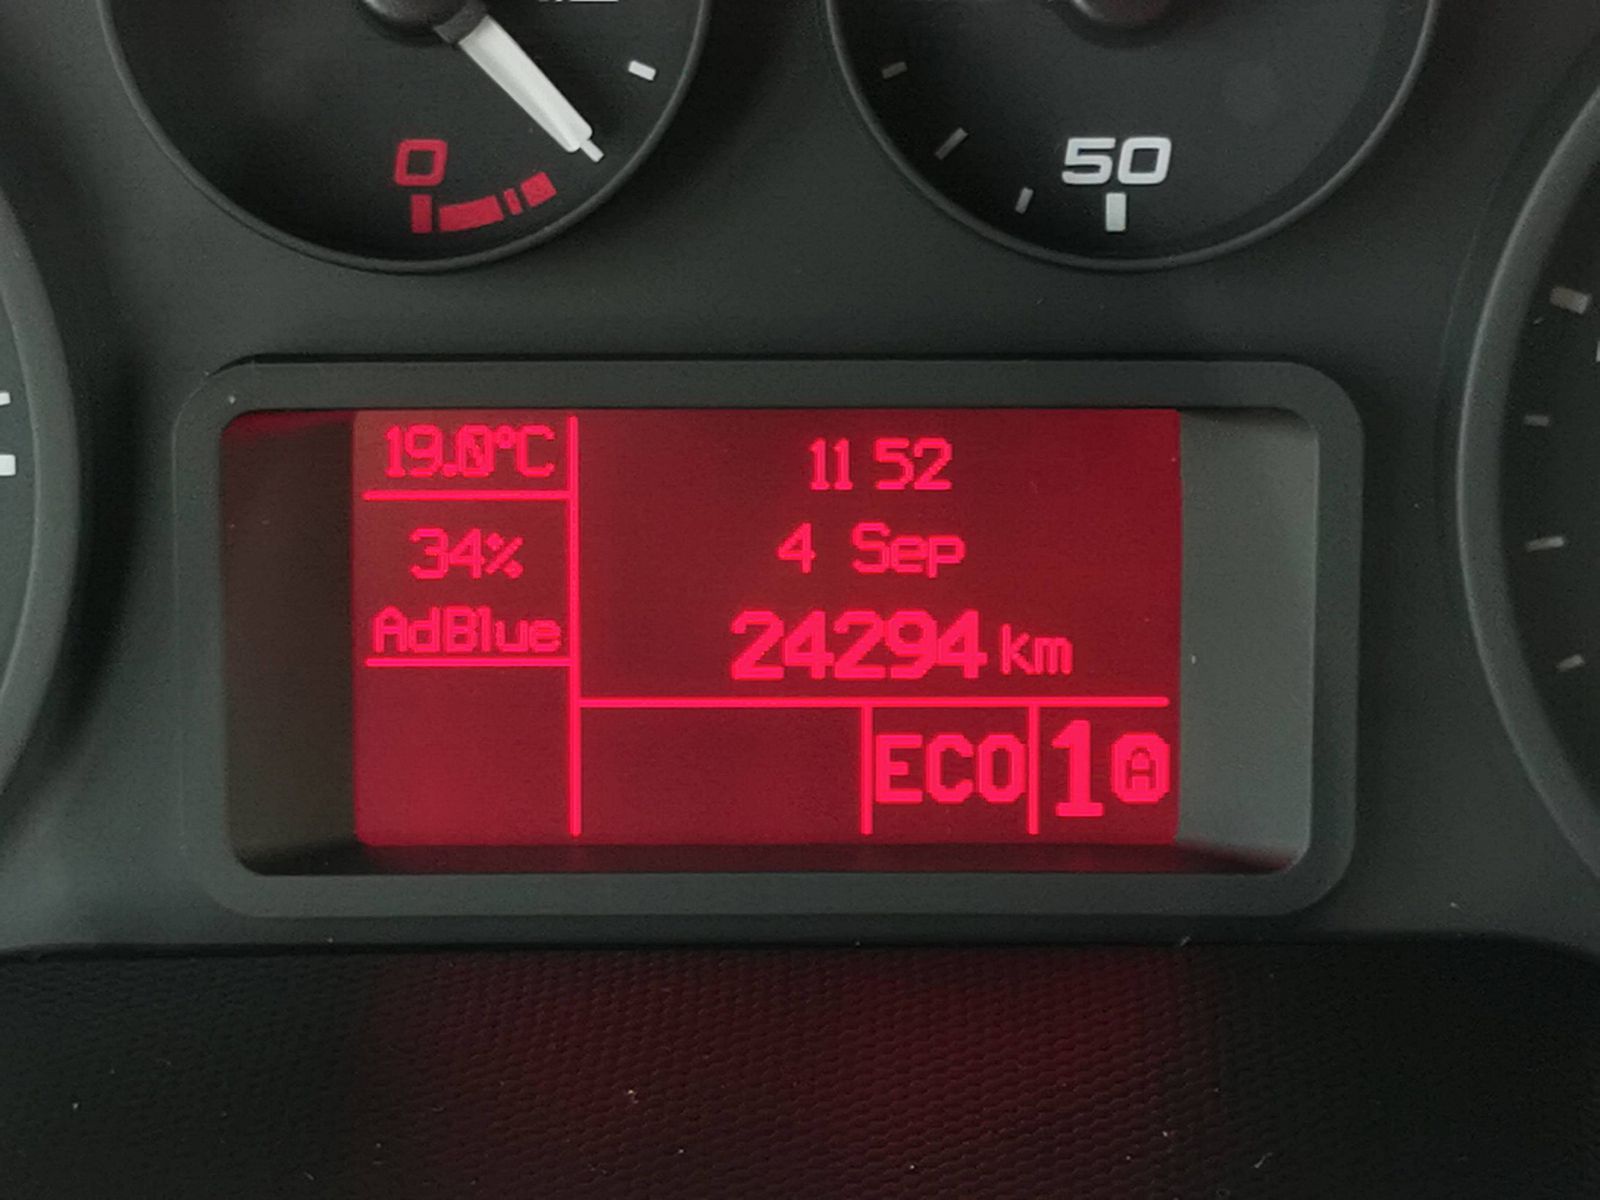 0
50
19.0°C
11 52
34%
4 Sep
AdBlue
24294 km
ECO
1 A